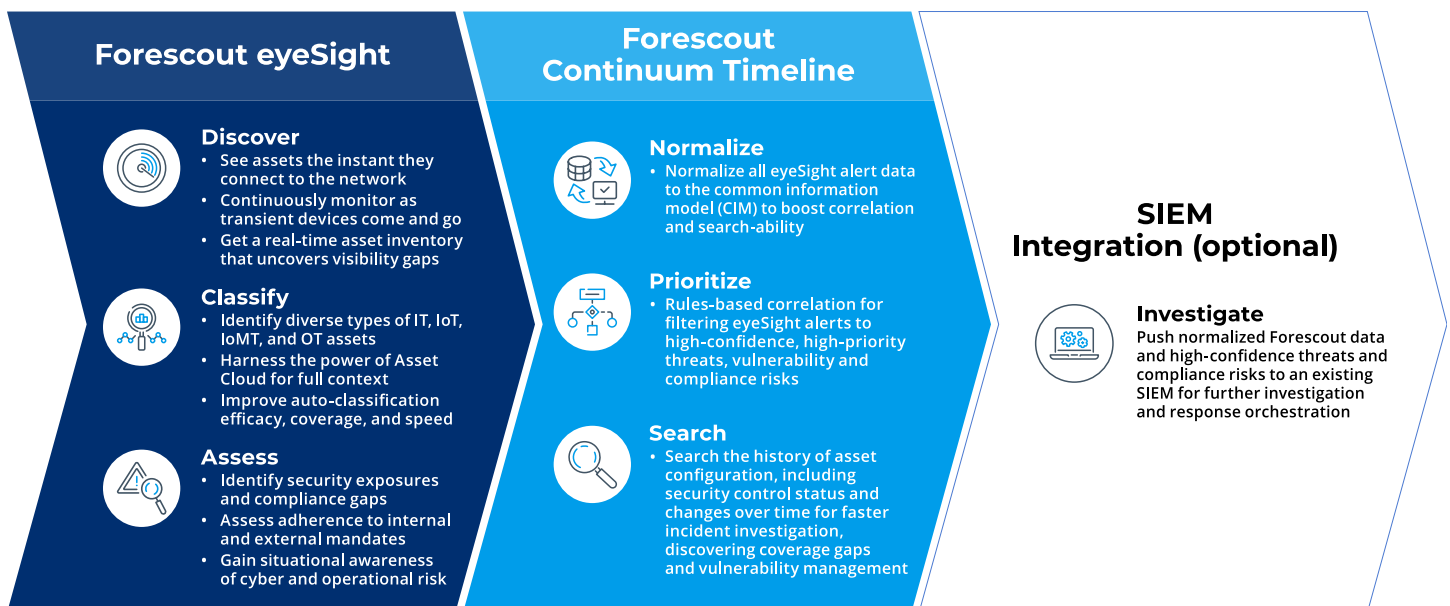 Forescout eyeSight
Discover
• See assets the instant they
connect to the network
• Continuously monitor as
transient devices come and go
• Get a real-time asset inventory
that uncovers visibility gaps
Classify
• Identify diverse types of IT, IoT,
IoMT, and OT assets
• Harness the power of Asset
Cloud for full context
• Improve auto-classification
efficacy, coverage, and speed
Assess
• Identify security exposures
and compliance gaps
• Assess adherence to internal
and external mandates
• Gain situational awareness
of cyber and operational risk
Forescout
Continuum Timeline
Normalize
• Normalize all eyeSight alert data
to the common information
model (CIM) to boost correlation
and search-ability
Prioritize
• Rules-based correlation for
filtering eyeSight alerts to
high-confidence, high-priority
threats, vulnerability and
compliance risks
Search
• Search the history of asset
configuration, including
security control status and
changes over time for faster
incident investigation,
discovering coverage gaps
and vulnerability management
SIEM
Integration (optional)
Investigate
Push normalized Forescout data
and high-confidence threats and
compliance risks to an existing
SIEM for further investigation
and response orchestration